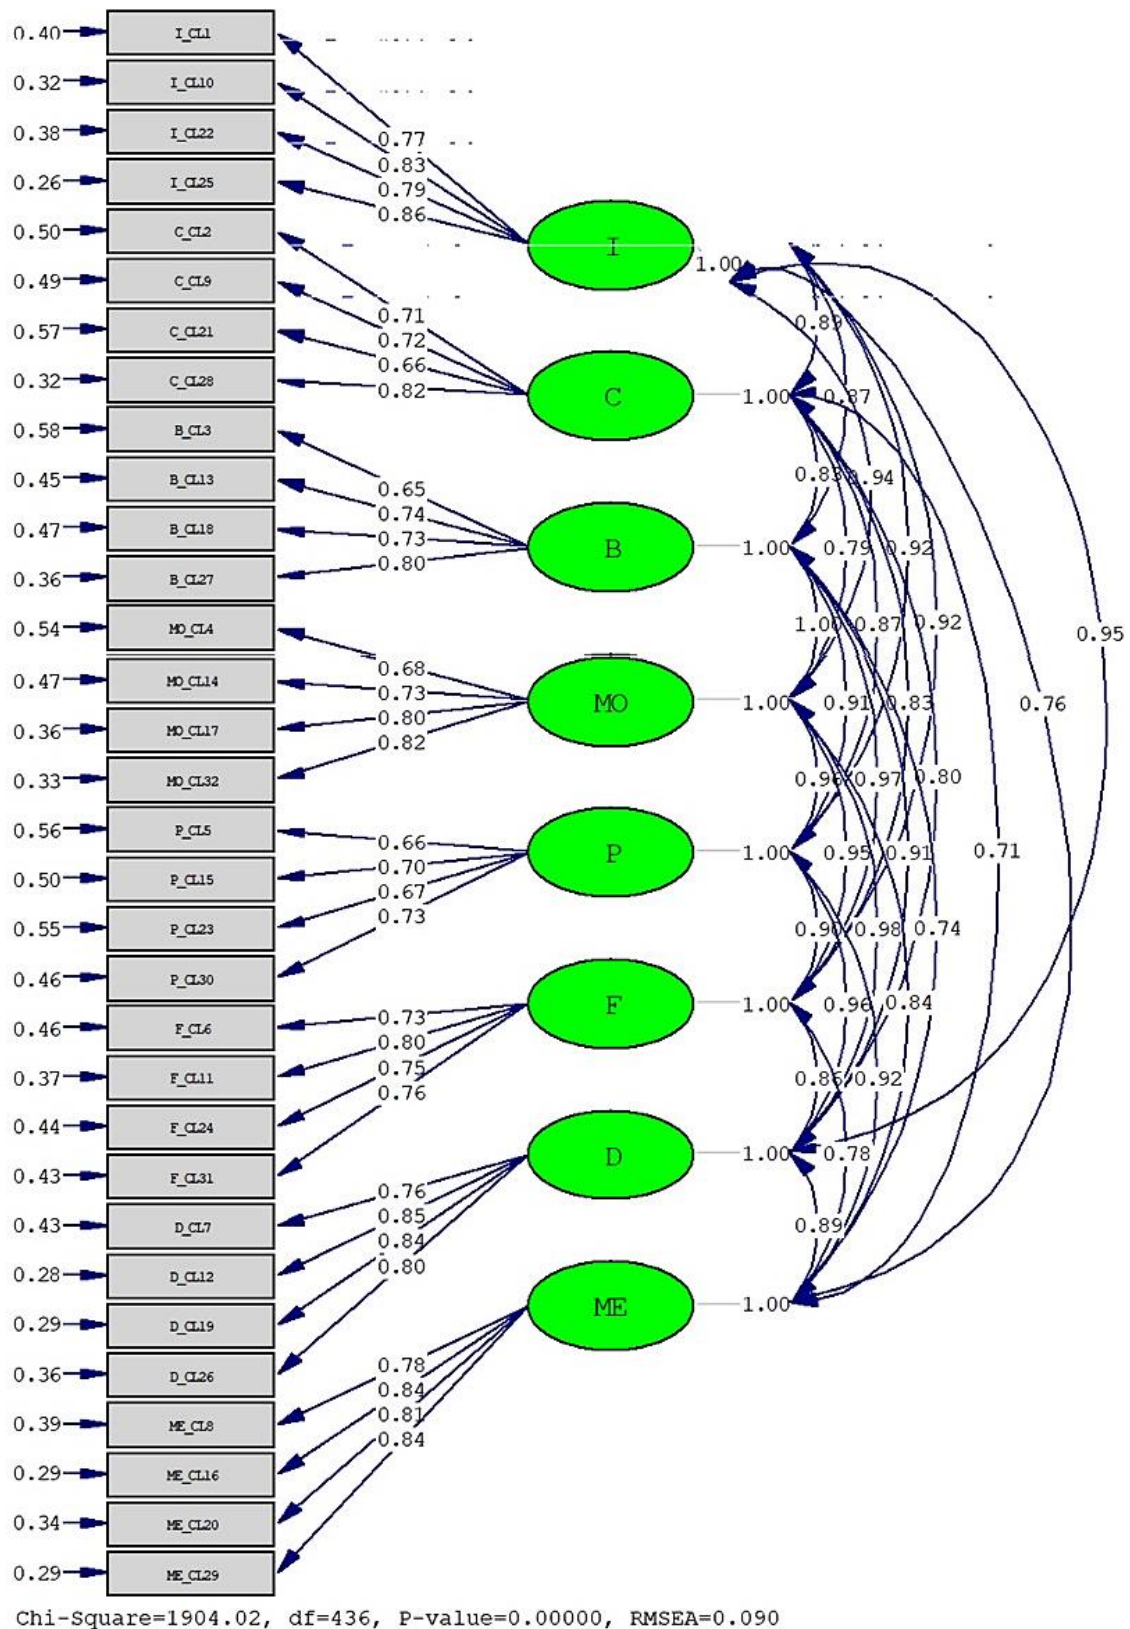 0.40 I_CL1
0.32 I_CL10
0.38 I_CL22
0.77
0.83
0.26 I_CL25
0.79
0.86
0.50 C_CL2
I
1.00
0.49 C_CL9
0.57 C_CL21
0.71
0.72
0.89
0.66
0.32 C_CL28
0.82
C
1.00
0.87
0.58 B_CL3
0.45 B_CL13
0.65
0.83
0.94
0.74
0.47 B_CL18
0.73
B
1.00
0.79
0.92
0.36 B_CL27
0.80
0.54 MO_CL4
1.00
0.87
0.92
0.95
0.68
0.47 MO_CL14
0.73
MO
1.00
0.91
0.83
0.76
0.36 MO_CL17
0.80
0.82
0.33 MO_CL32
0.96
0.97
0.80
0.56 P_CL5
0.66
P
1.00
0.95
0.91
0.71
0.50 P_CL15
0.70
0.67
0.55 P_CL23
0.73
0.90
0.98
0.74
0.46 P_CL30
F
1.00
0.96
0.84
0.46 F_CL6
0.73
0.80
0.37 F_CL11
0.75
0.86
0.92
0.76
0.44 F_CL24
D
1.00
0.78
0.43 F_CL31
0.76
0.43 D_CL7
0.85
0.89
0.84
0.28 D_CL12
0.80
ME
1.00
0.29 D_CL19
0.36 D_CL26
0.78
0.84
0.39 ME_CL8
0.81
0.84
0.29 ME_CL16
0.34 ME_CL20
0.29 ME_CL29
Chi-Square=1904.02, df=436, P-value=0.00000, RMSEA=0.090